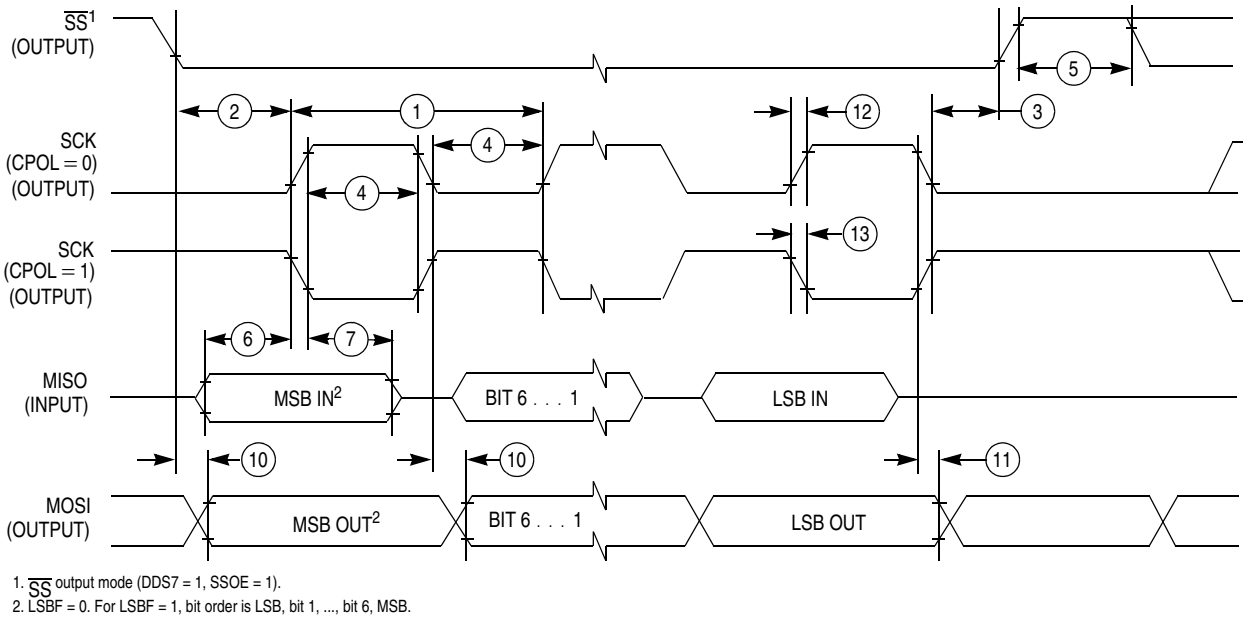 SS¹
(OUTPUT)
5
2
1
12
3
SCK
(CPOL = 0)
(OUTPUT)
4
4
SCK
(CPOL = 1)
(OUTPUT)
13
6
7
MISO
(INPUT)
MSB IN²
BIT 6 . . . 1
LSB IN
10
10
11
MOSI
(OUTPUT)
MSB OUT²
BIT 6 . . . 1
LSB OUT
1. SS output mode (DDS7 = 1, SSOE = 1).
2. LSBF = 0. For LSBF = 1, bit order is LSB, bit 1, ..., bit 6, MSB.